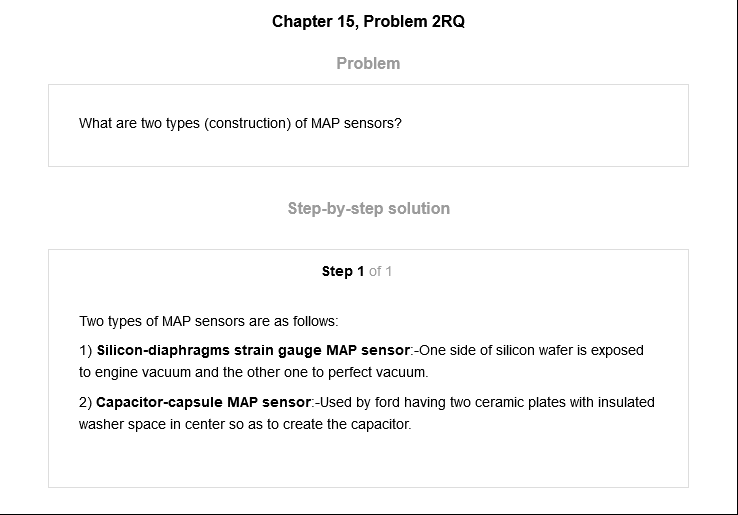 Chapter 15, Problem 2RQ
Problem
What are two types (construction) of MAP sensors?
Step-by-step solution
Step 1 of 1
Two types of MAP sensors are as follows:
1) Silicon-diaphragms strain gauge MAP sensor:-One side of silicon wafer is exposed
to engine vacuum and the other one to perfect vacuum.
2) Capacitor-capsule MAP sensor:-Used by ford having two ceramic plates with insulated
washer space in center so as to create the capacitor.